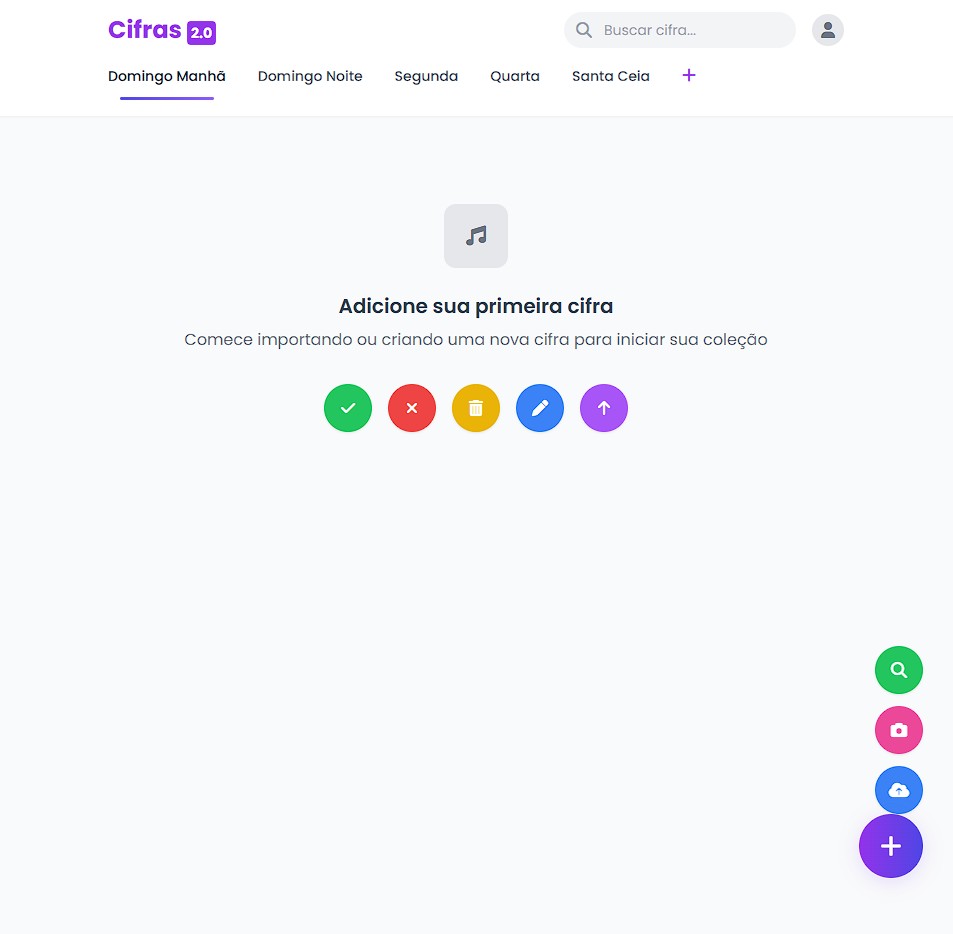 Cifras 2.0
Buscar cifra...
Domingo Manhã Domingo Noite Segunda Quarta Santa Ceia +
Adicione sua primeira cifra
Comece importando ou criando uma nova cifra para iniciar sua coleção